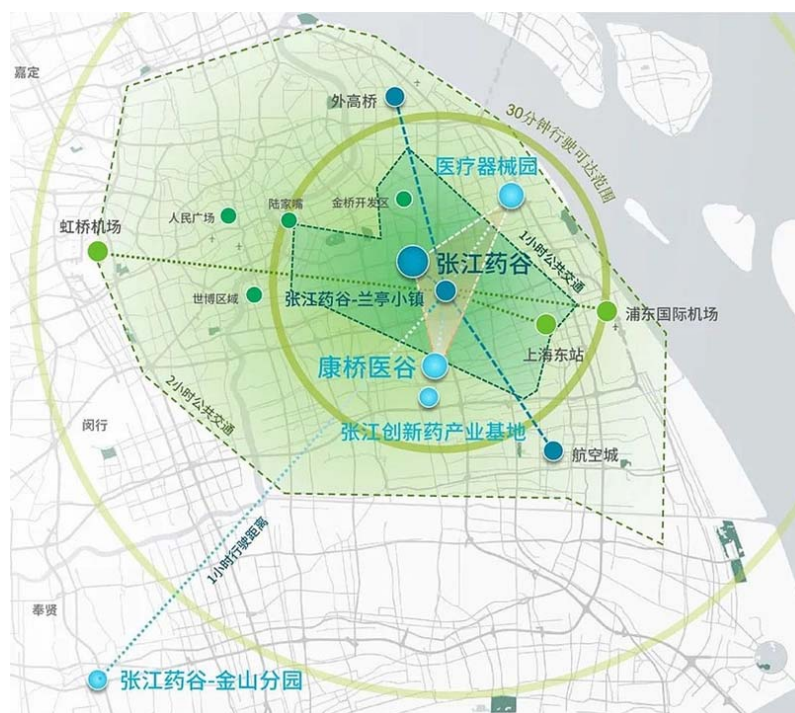 嘉定
外高桥
30分钟行驶可达范围
医疗器械园
金桥开发区
陆家嘴
人民广场
虹桥机场
1小时公共交通
张江药谷
世博区域
张江药谷-兰亭小镇
浦东国际机场
上海东站
康桥医谷
2小时公共交通
闵行
张江创新药产业基地
航空城
1小时行驶距离
奉贤
张江药谷-金山分园